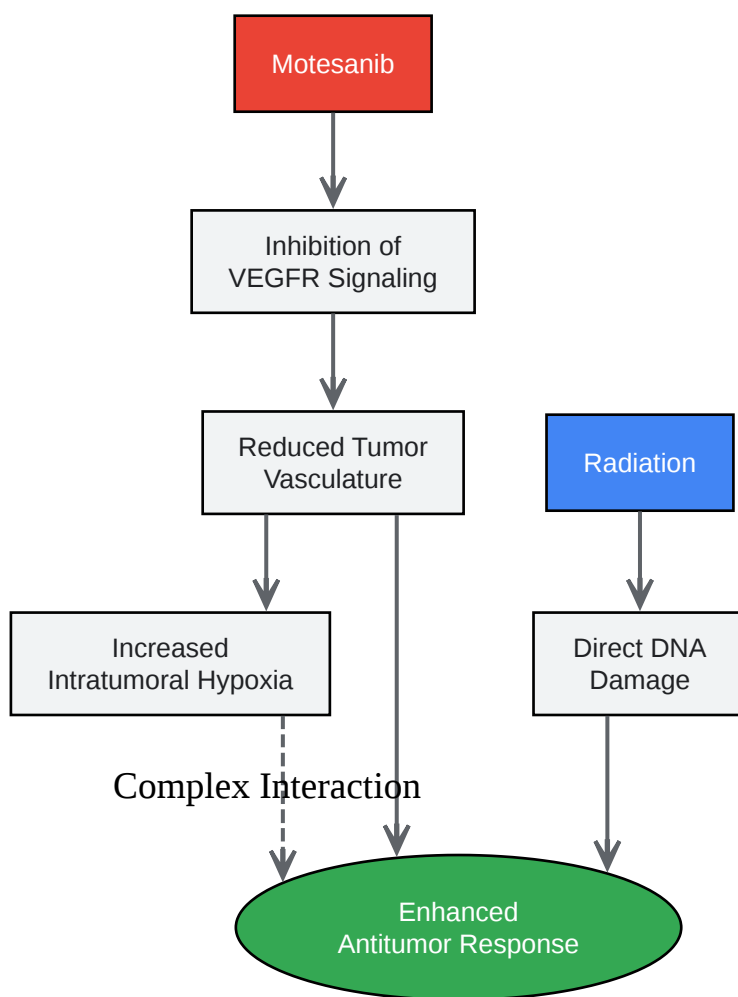 Motesanib
Inhibition of
VEGFR Signaling
Reduced Tumor
Vasculature
Radiation
Increased
Intratumoral Hypoxia
Direct DNA
Damage
Complex Interaction
Enhanced
Antitumor Response